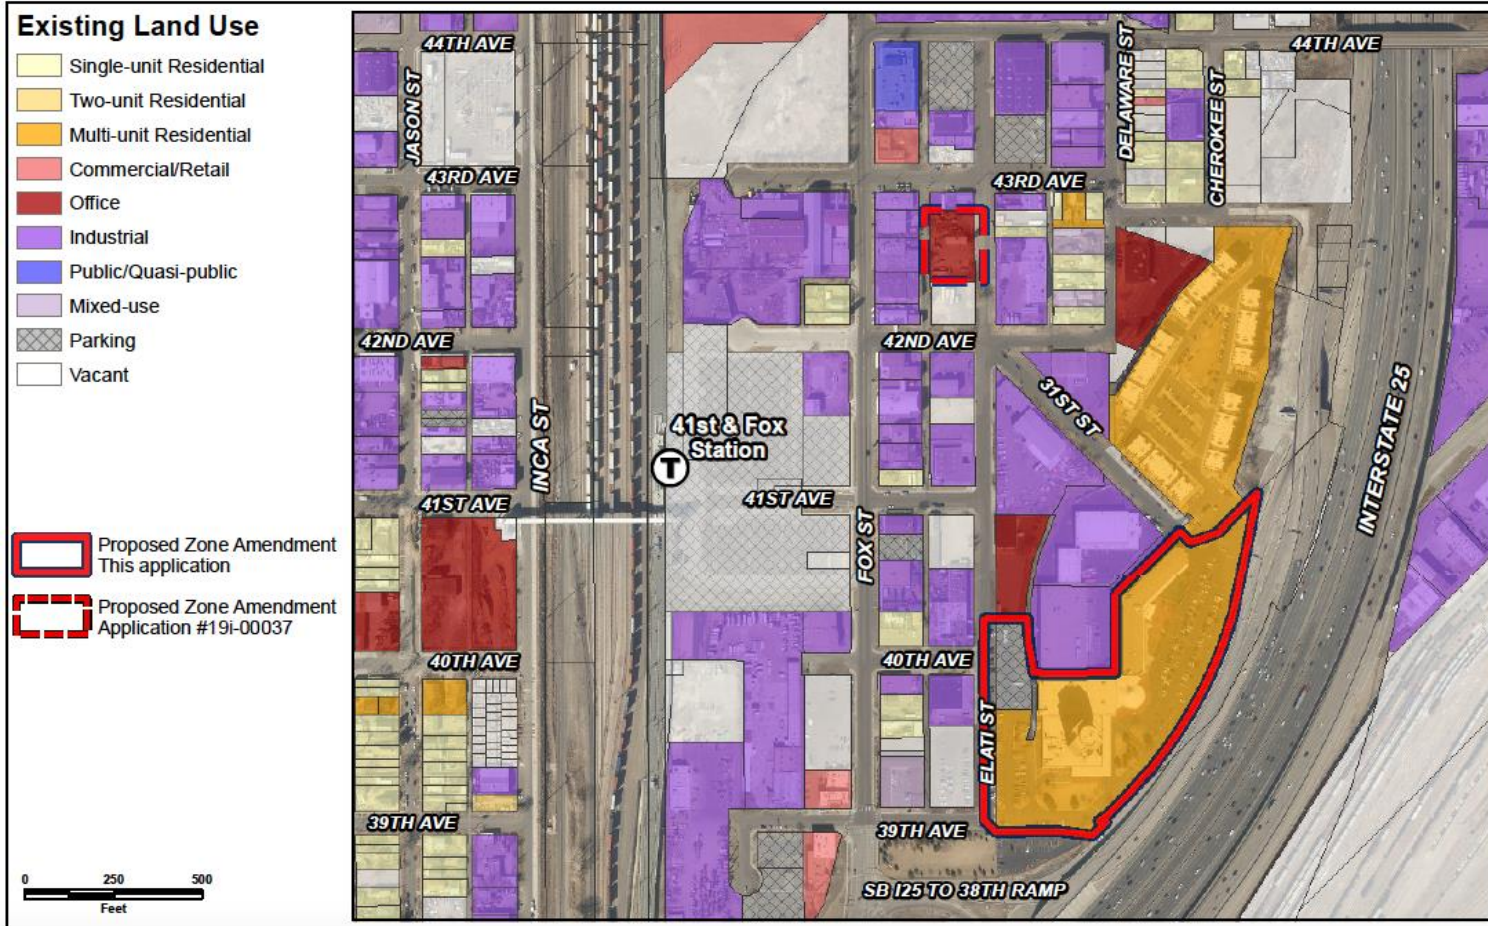 Existing Land Use
Single-unit Residential
Two-unit Residential
Multi-unit Residential
Commercial/Retail
Office
Industrial
Public/Quasi-public
Mixed-use
Parking
Vacant
Proposed Zone Amendment
This application
Proposed Zone Amendment
Application #19i-00037
0 250 500
Feet
44TH AVE
44TH AVE
JASON ST
DELAWARE ST
CHEROKEE ST
43RD AVE
43RD AVE
42ND AVE
42ND AVE
31ST ST
INTERSTATE 25
INCA ST
41st & Fox
Station
T
41ST AVE
41ST AVE
FOX ST
40TH AVE
40TH AVE
ELATI ST
39TH AVE
39TH AVE
SB I25 TO 38TH RAMP